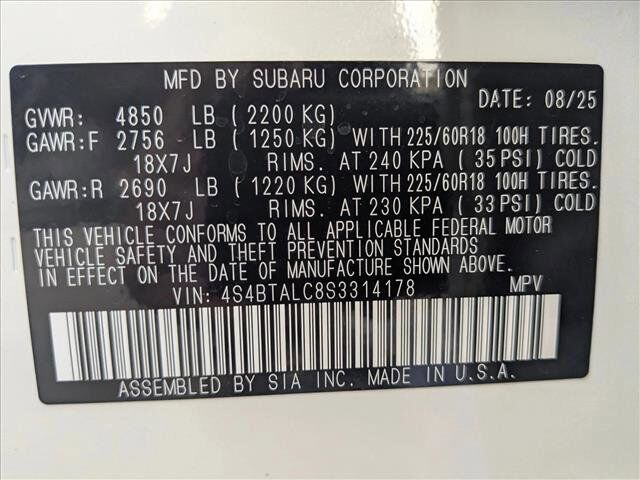 MFD BY SUBARU CORPORATION
DATE: 08/25
GVWR: 4850 LB (2200 KG)
GAWR:F 2756 LB (1250 KG) WITH 225/60R18 100H TIRES.
18X7J RIMS. AT 240 KPA (35 PSI) COLD
GAWR:R 2690 LB (1220 KG) WITH 225/60R18 100H TIRES.
18X7J RIMS. AT 230 KPA (33 PSI) COLD
THIS VEHICLE CONFORMS TO ALL APPLICABLE FEDERAL MOTOR
VEHICLE SAFETY AND THEFT PREVENTION STANDARDS
IN EFFECT ON THE DATE OF MANUFACTURE SHOWN ABOVE.
VIN: 4S4BTALC8S3314178 MPV
ASSEMBLED BY SIA INC. MADE IN U.S.A.